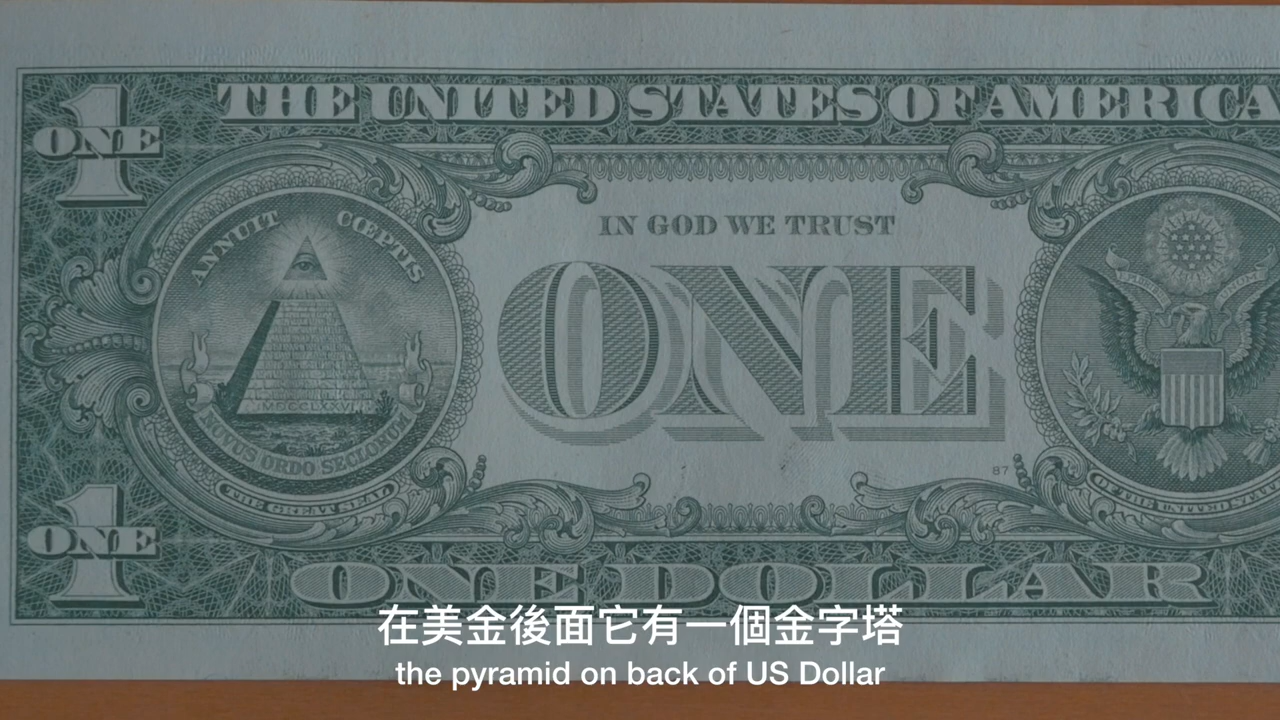 THE UNITED STATES OF AMERICA
1
ONE
ANNUIT CŒPTIS
IN GOD WE TRUST
ONE
MDCCLXXVI
NOVUS ORDO SECLORUM
87
THE GREAT SEAL
OF THE UNITED STATES
1
ONE
ONE DOLLAR
在美金後面它有一個金字塔
the pyramid on back of US Dollar